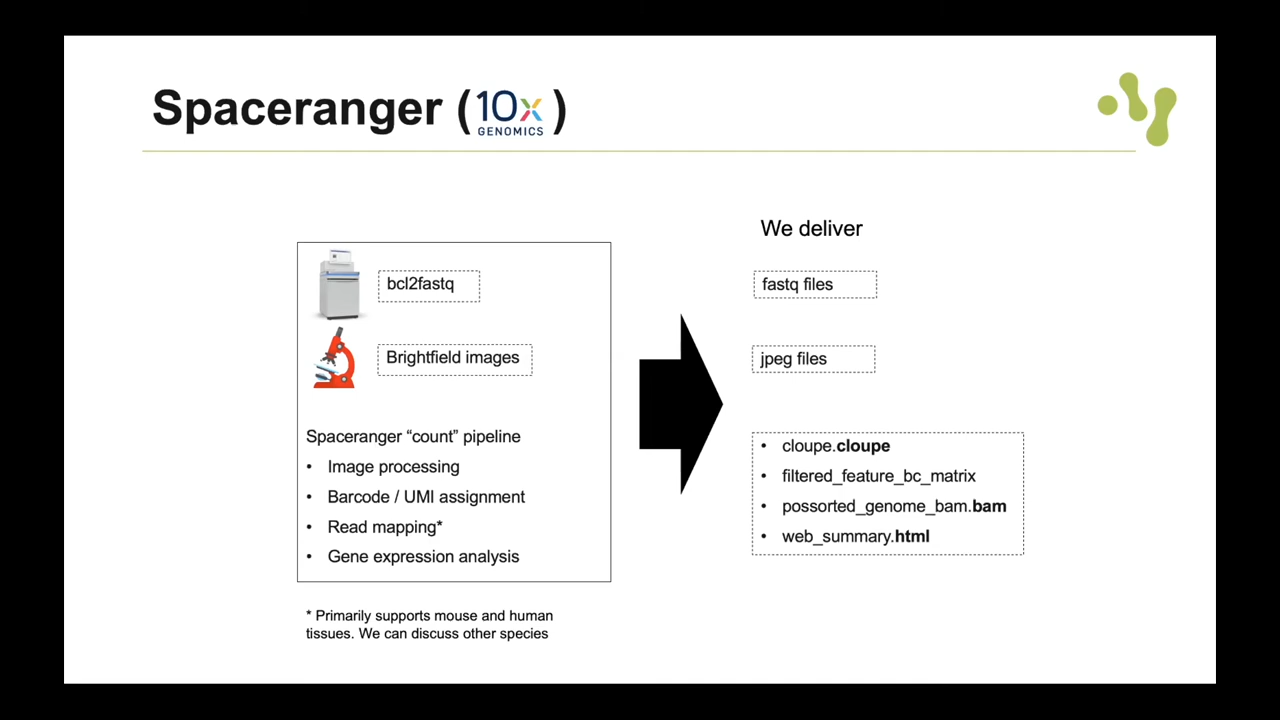 Spaceranger (10x GENOMICS)
We deliver
bcl2fastq
fastq files
Brightfield images
jpeg files
Spaceranger “count” pipeline
• Image processing
• Barcode / UMI assignment
• Read mapping*
• Gene expression analysis
• cloupe.cloupe
• filtered_feature_bc_matrix
• possorted_genome_bam.bam
• web_summary.html
* Primarily supports mouse and human
tissues. We can discuss other species